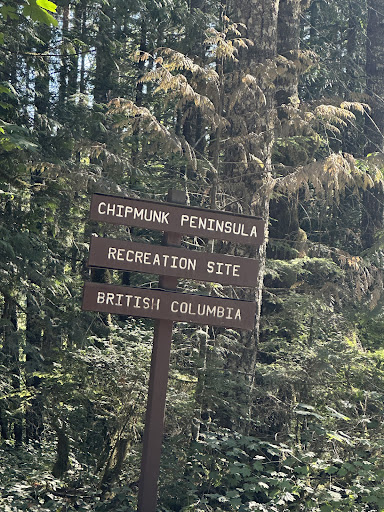 CHIPMUNK PENINSULA
RECREATION SITE
BRITISH COLUMBIA